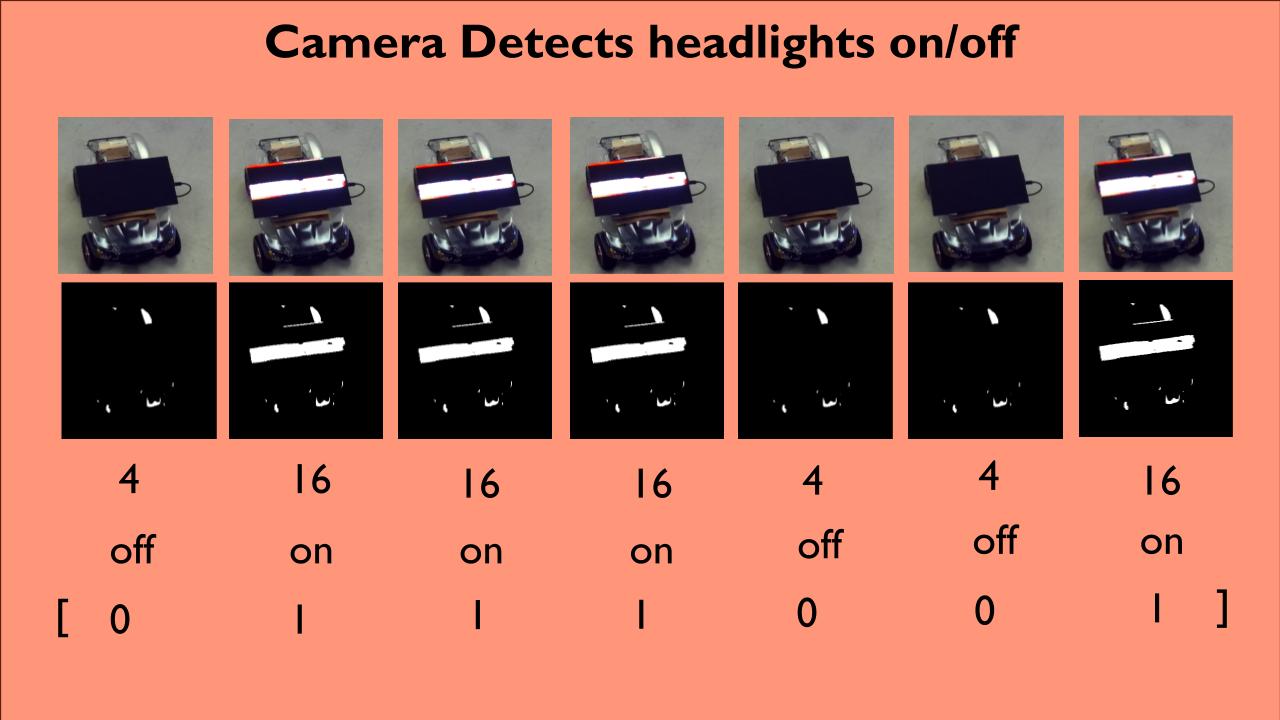 Camera Detects headlights on/off
4 16 16 16 4 4 16
off on on on off off on
[ 0 1 1 1 0 0 1 ]